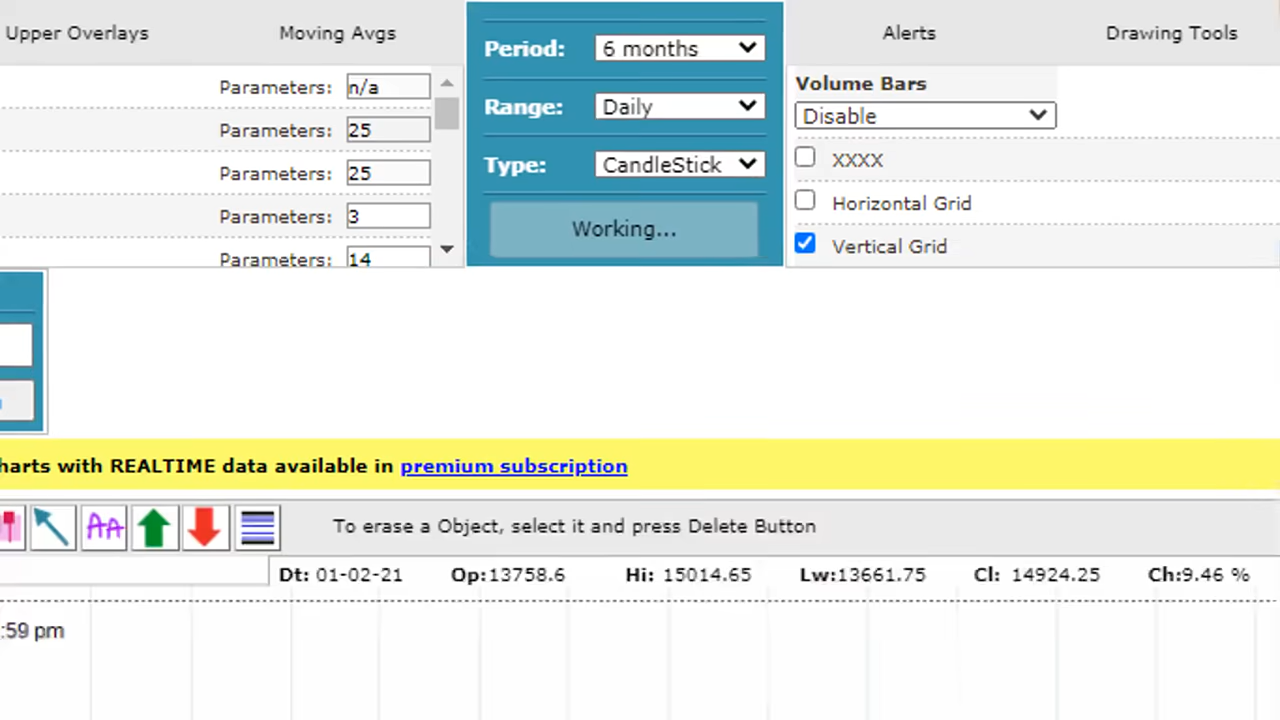 Upper Overlays Moving Avgs Period: 6 months Alerts Drawing Tools
Parameters: n/a Volume Bars
Parameters: 25 Range: Daily Disable
Parameters: 25 Type: CandleStick XXXX
Parameters: 3 Working... Horizontal Grid
Parameters: 14 Vertical Grid
harts with REALTIME data available in premium subscription
AA To erase a Object, select it and press Delete Button
Dt: 01-02-21 Op:13758.6 Hi: 15014.65 Lw:13661.75 Cl: 14924.25 Ch:9.46 %
:59 pm